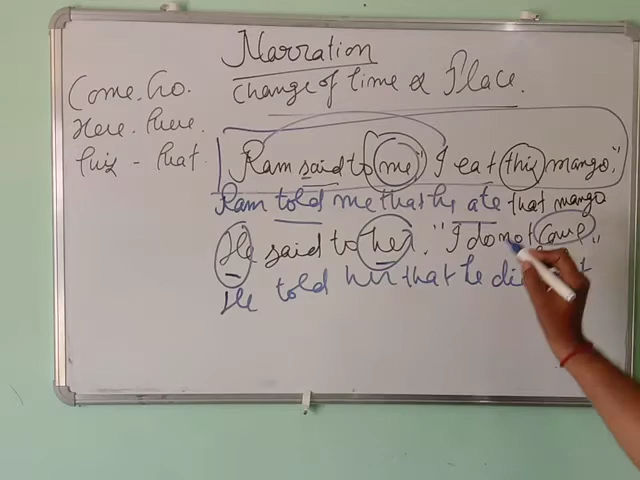 Narration
Change of time & Place.
Come. Go.
Here. there.
this - that.
Ram said to me "I eat this mango."
Ram told me that he ate that mango
He said to her. "I do not come"
He told her that he di